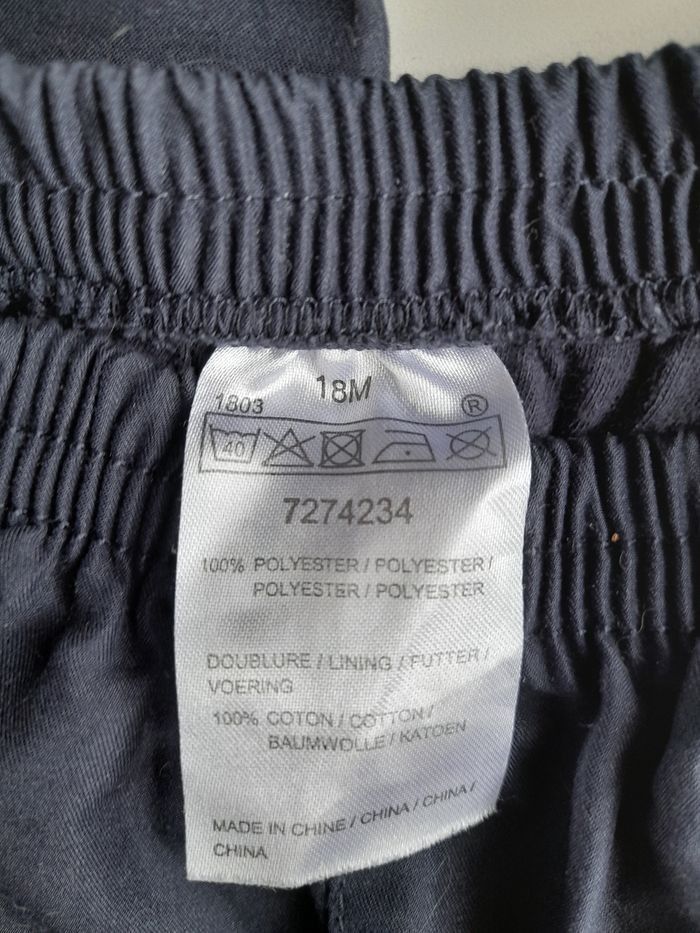 18M
1803
®
40
7274234
100% POLYESTER / POLYESTER /
POLYESTER / POLYESTER
DOUBLURE / LINING / FUTTER /
VOERING
100% COTON / COTTON /
BAUMWOLLE / KATOEN
MADE IN CHINE / CHINA / CHINA /
CHINA